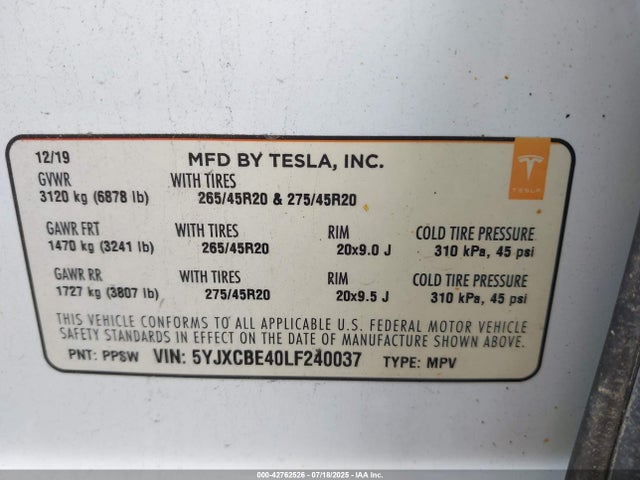 12/19 MFD BY TESLA, INC.
GVWR WITH TIRES
3120 kg (6878 lb) 265/45R20 & 275/45R20
TESLA
GAWR FRT WITH TIRES RIM COLD TIRE PRESSURE
1470 kg (3241 lb) 265/45R20 20x9.0 J 310 kPa, 45 psi
GAWR RR WITH TIRES RIM COLD TIRE PRESSURE
1727 kg (3807 lb) 275/45R20 20x9.5 J 310 kPa, 45 psi
THIS VEHICLE CONFORMS TO ALL APPLICABLE U.S. FEDERAL MOTOR VEHICLE
SAFETY STANDARDS IN EFFECT ON THE DATE OF MANUFACTURE SHOWN ABOVE.
PNT: PPSW VIN: 5YJXCBE40LF240037 TYPE: MPV
000-42762526 - 07/18/2025 - IAA Inc.